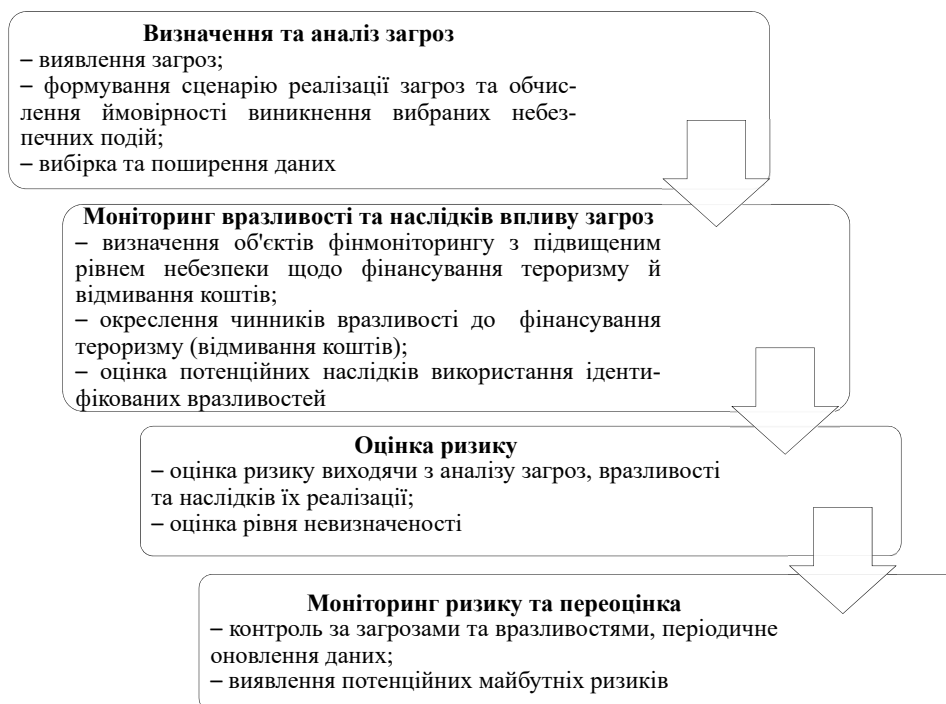 Визначення та аналіз загроз
– виявлення загроз;
– формування сценарію реалізації загроз та обчис-
лення ймовірності виникнення вибраних небез-
печних подій;
– вибірка та поширення даних
Моніторинг вразливості та наслідків впливу загроз
– визначення об'єктів фінмоніторингу з підвищеним
рівнем небезпеки щодо фінансування тероризму й
відмивання коштів;
– окреслення чинників вразливості до фінансування
тероризму (відмивання коштів);
– оцінка потенційних наслідків використання іденти-
фікованих вразливостей
Оцінка ризику
– оцінка ризику виходячи з аналізу загроз, вразливості
та наслідків їх реалізації;
– оцінка рівня невизначеності
Моніторинг ризику та переоцінка
– контроль за загрозами та вразливостями, періодичне
оновлення даних;
– виявлення потенційних майбутніх ризиків